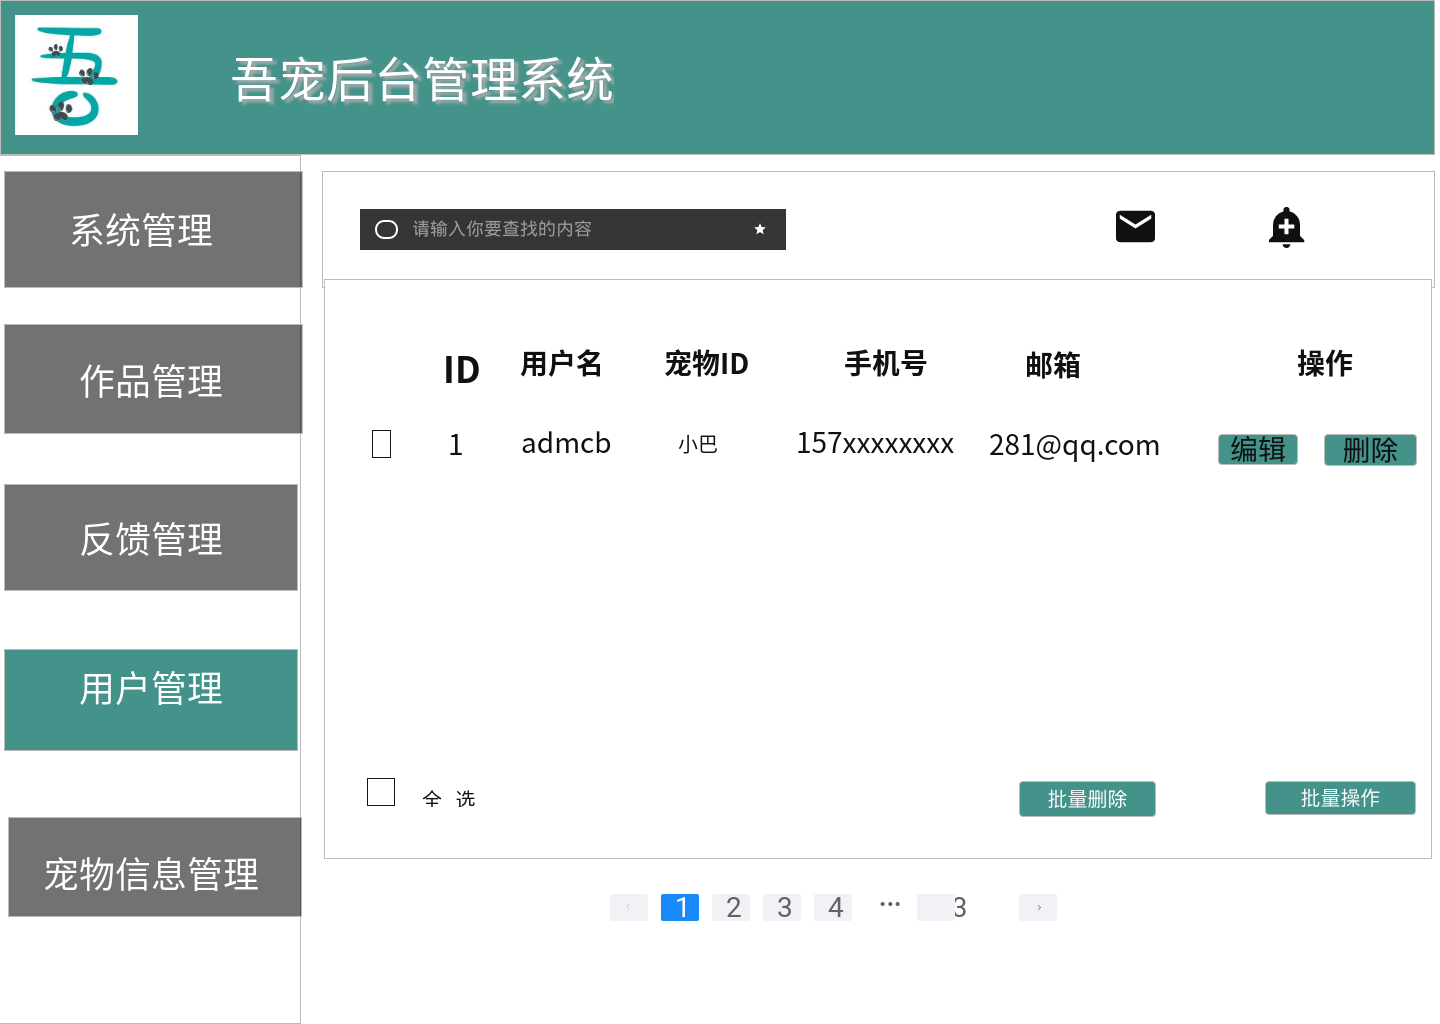 吾
吾宠后台管理系统
系统管理
作品管理
反馈管理
用户管理
宠物信息管理
请输入你要查找的内容
ID 用户名 宠物ID 手机号 邮箱 操作
1 admcb 小巴 157xxxxxxxx 281@qq.com 编辑 删除
全 选 批量删除 批量操作
‹ 1 2 3 4 ••• 3 ›